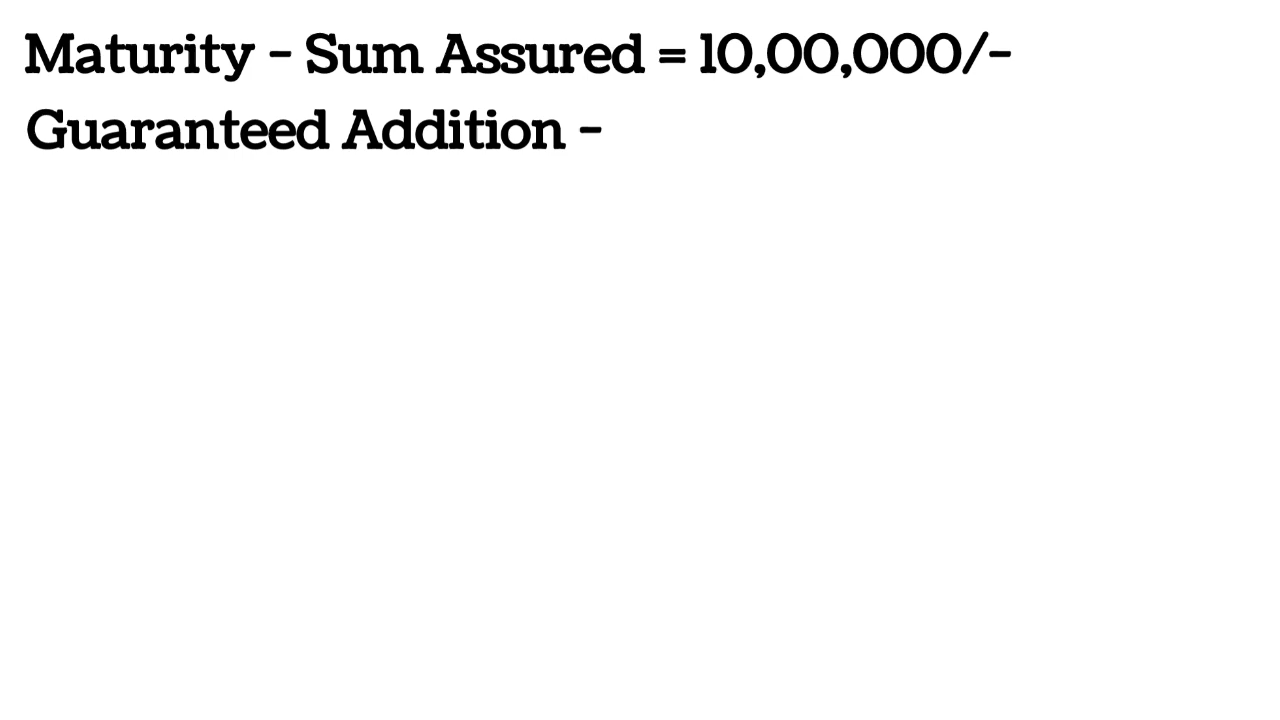 Maturity - Sum Assured = 10,00,000/-
Guaranteed Addition -